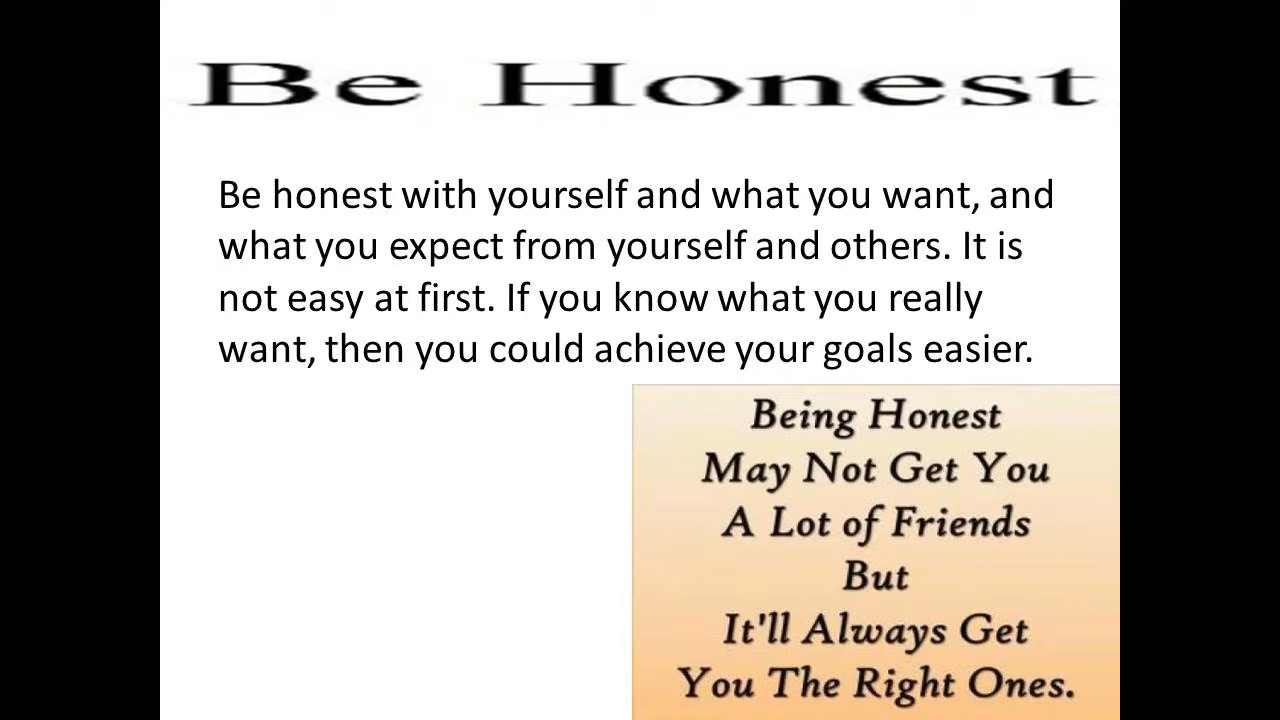 Be Honest
Be honest with yourself and what you want, and
what you expect from yourself and others. It is
not easy at first. If you know what you really
want, then you could achieve your goals easier.
Being Honest
May Not Get You
A Lot of Friends
But
It'll Always Get
You The Right Ones.